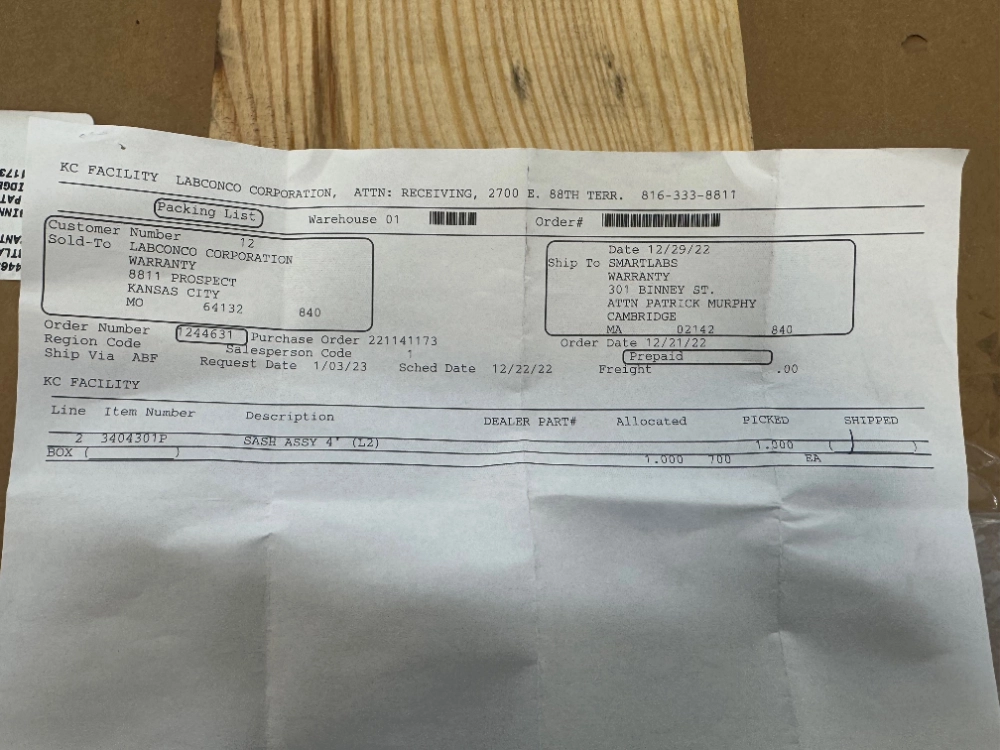 KC FACILITY LABCONCO CORPORATION, ATTN: RECEIVING, 2700 E. 88TH TERR. 816-333-8811
Packing List Warehouse 01 Order#
Customer Number 12
Sold-To LABCONCO CORPORATION
WARRANTY
8811 PROSPECT
KANSAS CITY
MO 64132 840
Date 12/29/22
Ship To SMARTLABS
WARRANTY
301 BINNEY ST.
ATTN PATRICK MURPHY
CAMBRIDGE
MA 02142 840
Order Number 1244631 Purchase Order 221141173 Order Date 12/21/22
Region Code Salesperson Code 1 Prepaid
Ship Via ABF Request Date 1/03/23 Sched Date 12/22/22 Freight .00
KC FACILITY
Line Item Number Description DEALER PART# Allocated PICKED SHIPPED
2 3404301P SASH ASSY 4' (L2) 1.000 ( )
BOX ( ) 1.000 700 EA